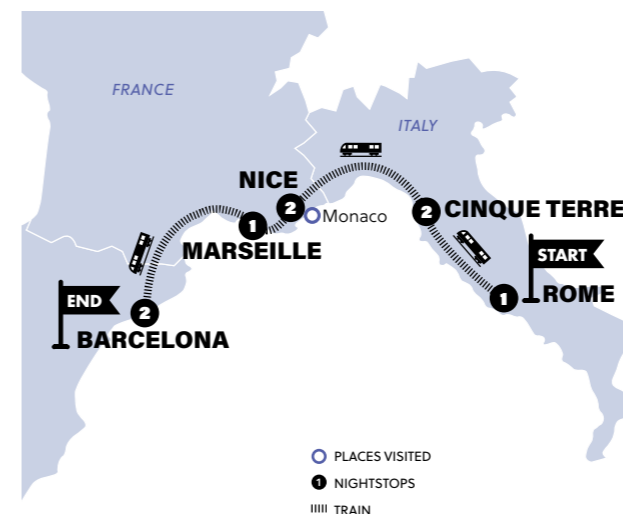 FRANCE
ITALY
NICE
2
Monaco
1
MARSEILLE
2
CINQUE TERRE
START
1
ROME
END
2
BARCELONA
PLACES VISITED
1 NIGHTSTOPS
TRAIN